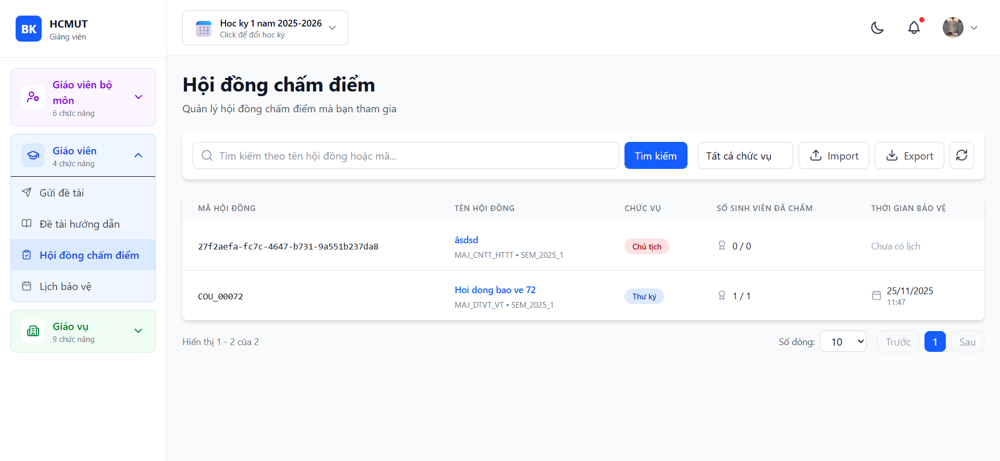 BK
HCMUT
Giảng viên
Giáo viên bộ
môn
6 chức năng
Giáo viên
4 chức năng
Gửi đề tài
Đề tài hướng dẫn
Hội đồng chấm điểm
Lịch bảo vệ
Giáo vụ
9 chức năng
Hoc ky 1 nam 2025-2026
Click để đổi học kỳ
Hội đồng chấm điểm
Quản lý hội đồng chấm điểm mà bạn tham gia
Tìm kiếm theo tên hội đồng hoặc mã... Tìm kiếm Tất cả chức vụ Import Export
MÃ HỘI ĐỒNG TÊN HỘI ĐỒNG CHỨC VỤ SỐ SINH VIÊN ĐÃ CHẤM THỜI GIAN BẢO VỆ
27f2aefa-fc7c-4647-b731-9a551b237da8
âsdsd
MAJ_CNTT_HTTT • SEM_2025_1
Chủ tịch
0 / 0
Chưa có lịch
COU_00072
Hoi dong bao ve 72
MAJ_DTVT_VT • SEM_2025_1
Thư ký
1 / 1
25/11/2025
11:47
Hiển thị 1 - 2 của 2 Số dòng: 10 Trước 1 Sau